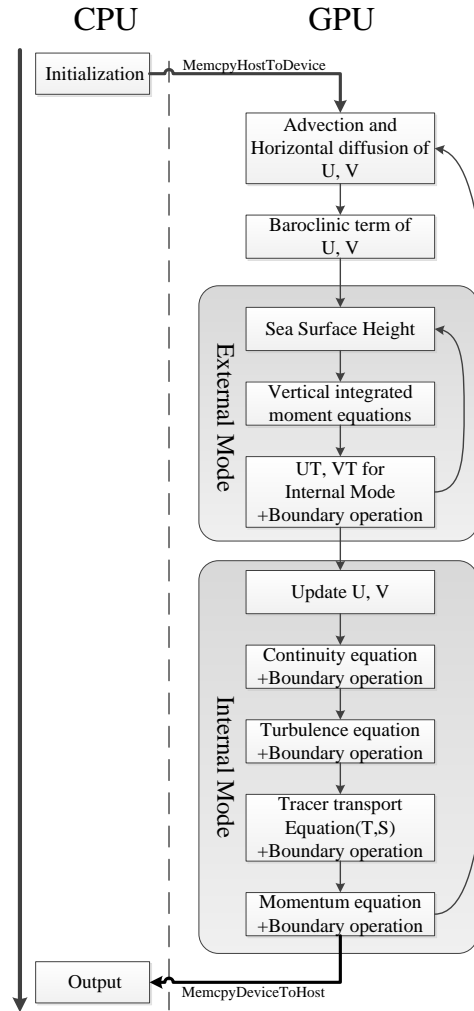 CPU
GPU
Initialization
MemcpyHostToDevice
Advection and
Horizontal diffusion of
U, V
Baroclinic term of
U, V
External Mode
Sea Surface Height
Vertical integrated
moment equations
UT, VT for
Internal Mode
+Boundary operation
Internal Mode
Update U, V
Continuity equation
+Boundary operation
Turbulence equation
+Boundary operation
Tracer transport
Equation(T,S)
+Boundary operation
Momentum equation
+Boundary operation
Output
MemcpyDeviceToHost